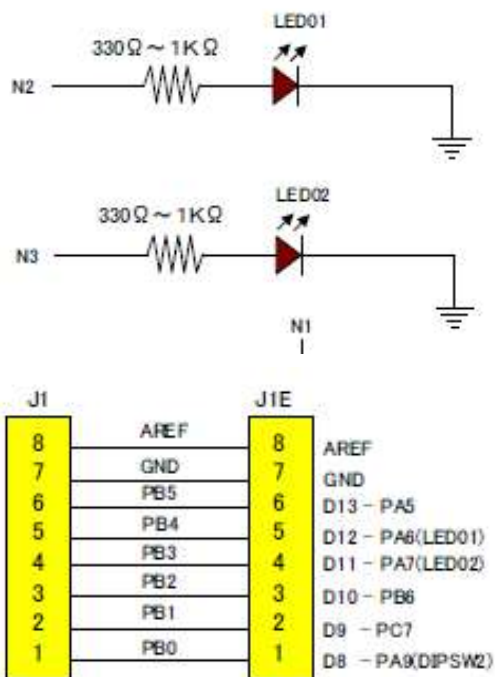 LED01
330Ω～1KΩ
N2
LED02
330Ω～1KΩ
N3
N1
J1 J1E
8 AREF 8 AREF
7 GND 7 GND
6 PB5 6 D13 - PA5
5 PB4 5 D12 - PA6(LED01)
4 PB3 4 D11 - PA7(LED02)
3 PB2 3 D10 - PB6
2 PB1 2 D9 - PC7
1 PB0 1 D8 - PA9(DIPSW2)